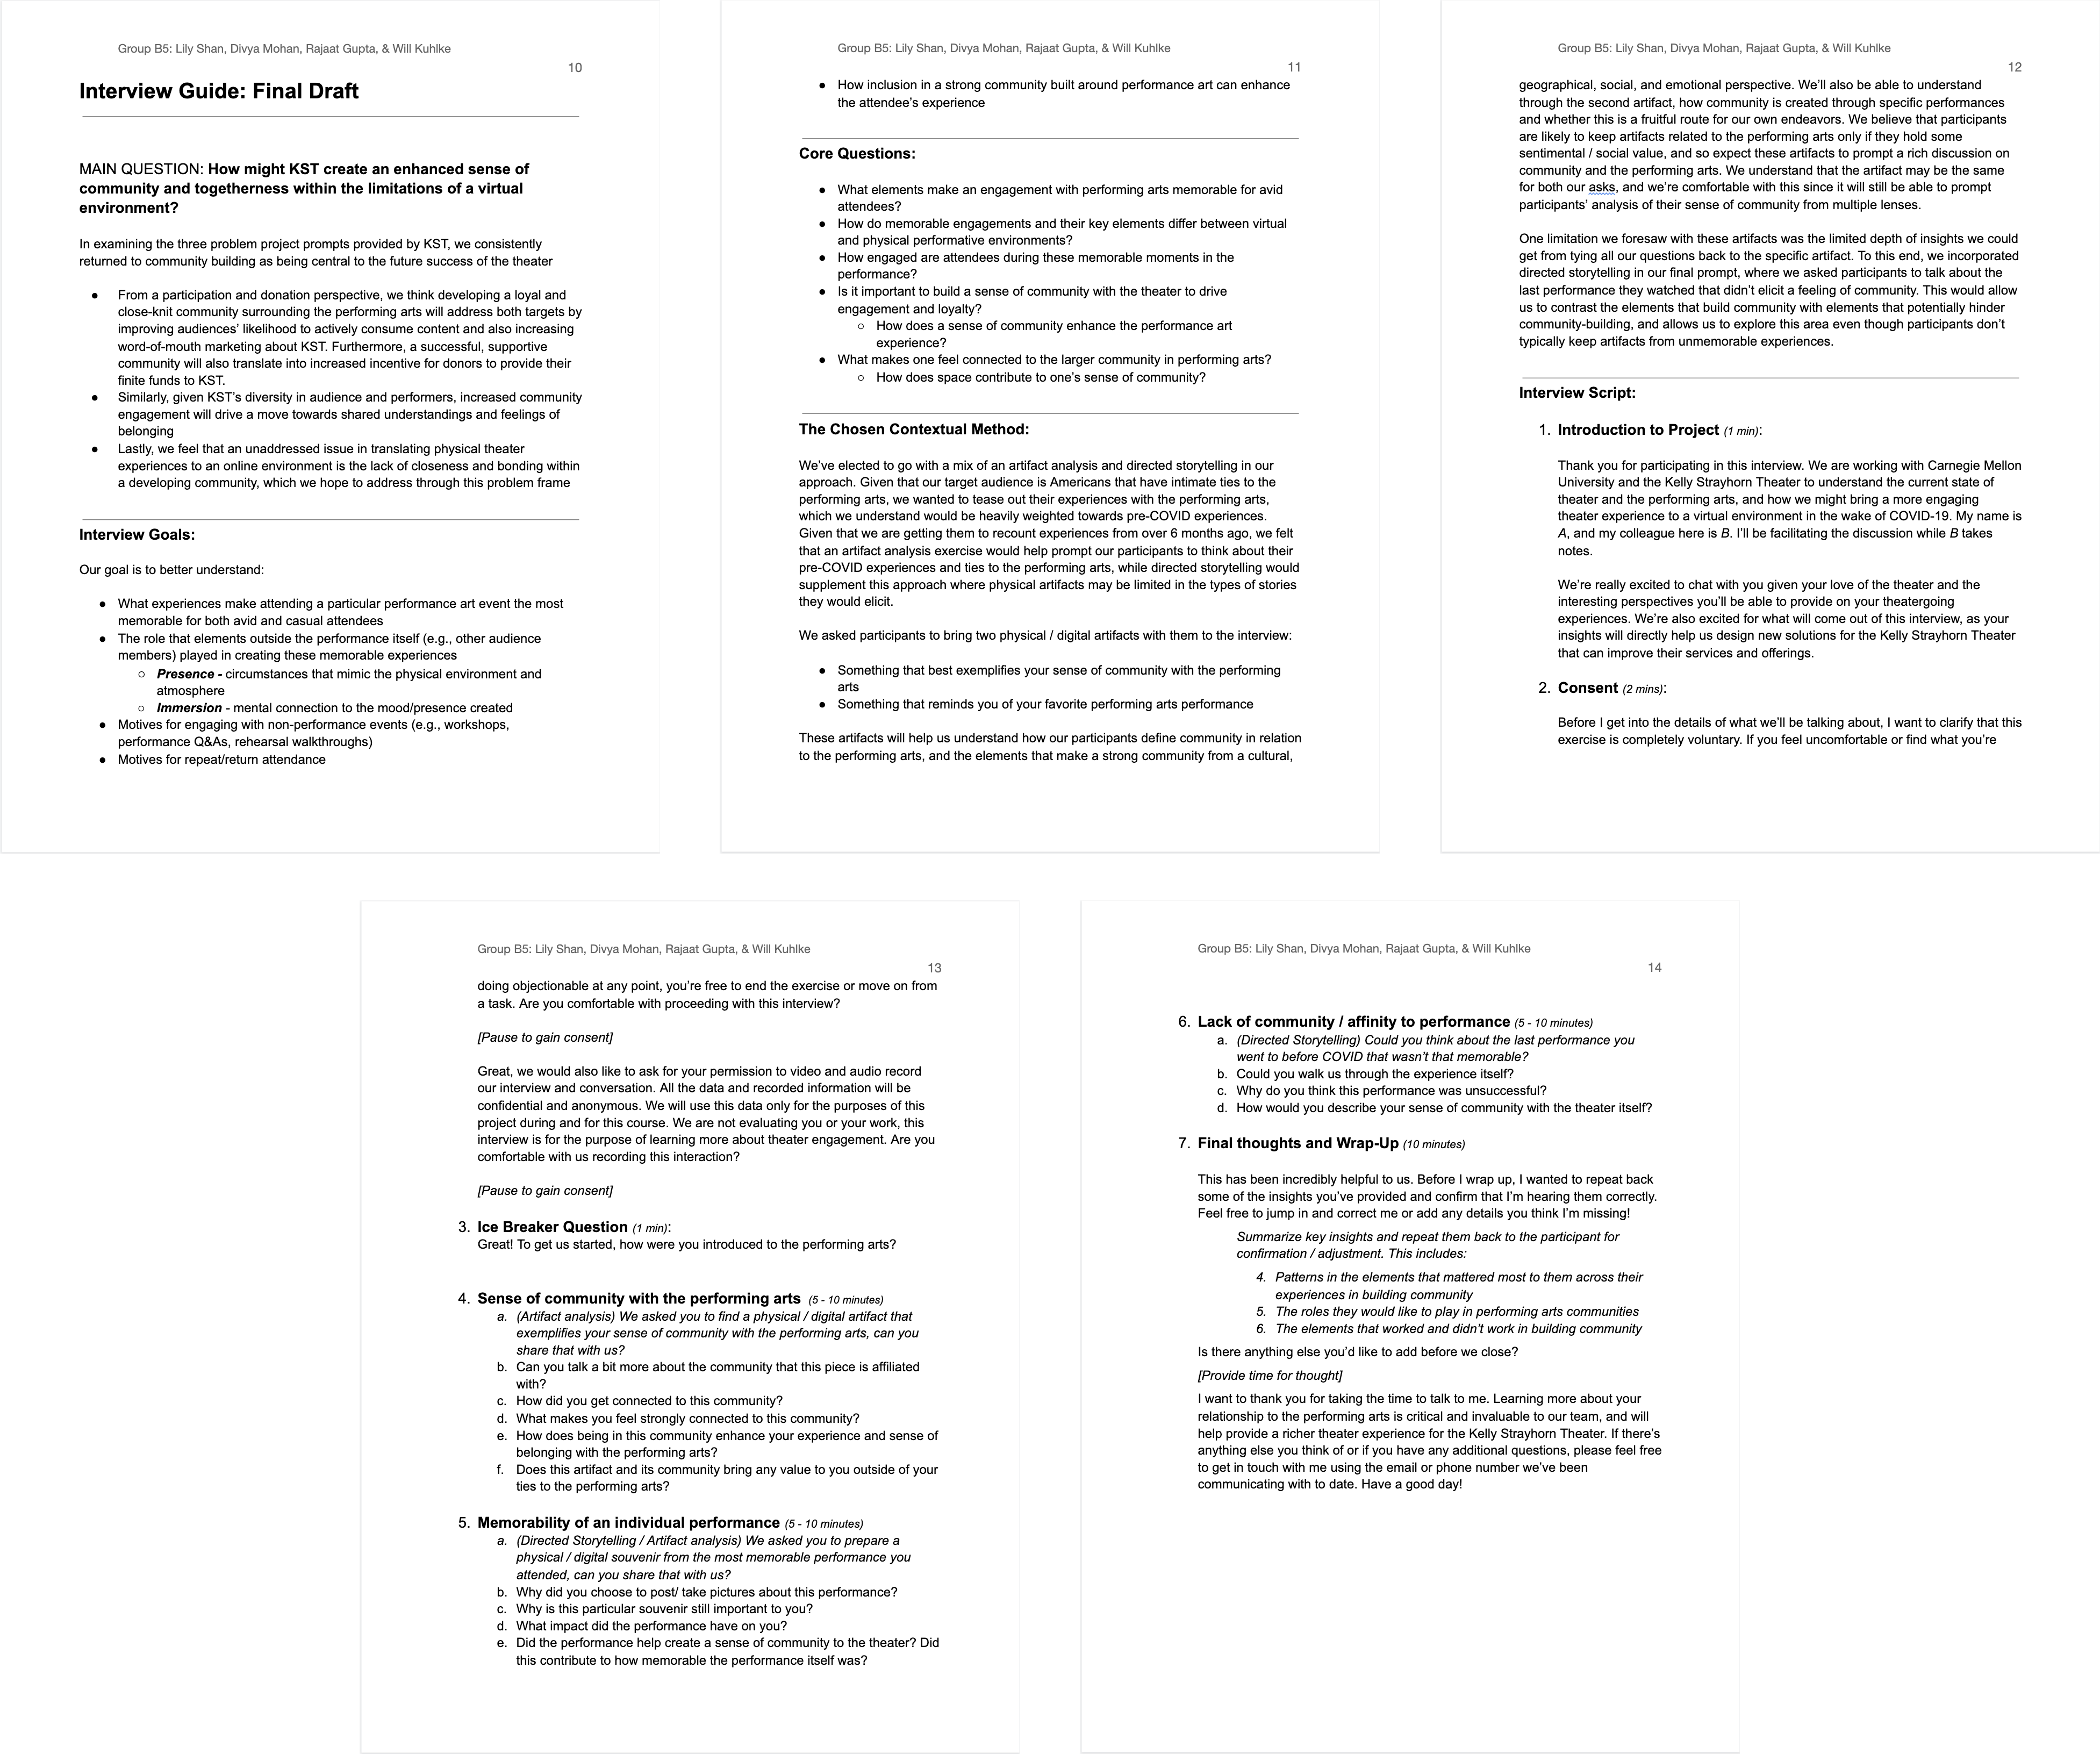 Group B5: Lily Shan, Divya Mohan, Rajaat Gupta, & Will Kuhlke
10
Interview Guide: Final Draft
MAIN QUESTION: How might KST create an enhanced sense of
community and togetherness within the limitations of a virtual
environment?
In examining the three problem project prompts provided by KST, we consistently
returned to community building as being central to the future success of the theater
● From a participation and donation perspective, we think developing a loyal and
close-knit community surrounding the performing arts will address both targets by
improving audiences' likelihood to actively consume content and also increasing
word-of-mouth marketing about KST. Furthermore, a successful, supportive
community will also translate into increased incentive for donors to provide their
finite funds to KST.
● Similarly, given KST's diversity in audience and performers, increased community
engagement will drive a move towards shared understandings and feelings of
belonging
● Lastly, we feel that an unaddressed issue in translating physical theater
experiences to an online environment is the lack of closeness and bonding within
a developing community, which we hope to address through this problem frame
Interview Goals:
Our goal is to better understand:
● What experiences make attending a particular performance art event the most
memorable for both avid and casual attendees
● The role that elements outside the performance itself (e.g., other audience
members) played in creating these memorable experiences
○ Presence - circumstances that mimic the physical environment and
atmosphere
○ Immersion - mental connection to the mood/presence created
● Motives for engaging with non-performance events (e.g., workshops,
performance Q&As, rehearsal walkthroughs)
● Motives for repeat/return attendance
Group B5: Lily Shan, Divya Mohan, Rajaat Gupta, & Will Kuhlke
11
● How inclusion in a strong community built around performance art can enhance
the attendee's experience
Core Questions:
● What elements make an engagement with performing arts memorable for avid
attendees?
● How do memorable engagements and their key elements differ between virtual
and physical performative environments?
● How engaged are attendees during these memorable moments in the
performance?
● Is it important to build a sense of community with the theater to drive
engagement and loyalty?
○ How does a sense of community enhance the performance art
experience?
● What makes one feel connected to the larger community in performing arts?
○ How does space contribute to one's sense of community?
The Chosen Contextual Method:
We've elected to go with a mix of an artifact analysis and directed storytelling in our
approach. Given that our target audience is Americans that have intimate ties to the
performing arts, we wanted to tease out their experiences with the performing arts,
which we understand would be heavily weighted towards pre-COVID experiences.
Given that we are getting them to recount experiences from over 6 months ago, we felt
that an artifact analysis exercise would help prompt our participants to think about their
pre-COVID experiences and ties to the performing arts, while directed storytelling would
supplement this approach where physical artifacts may be limited in the types of stories
they would elicit.
We asked participants to bring two physical / digital artifacts with them to the interview:
● Something that best exemplifies your sense of community with the performing
arts
● Something that reminds you of your favorite performing arts performance
These artifacts will help us understand how our participants define community in relation
to the performing arts, and the elements that make a strong community from a cultural,
Group B5: Lily Shan, Divya Mohan, Rajaat Gupta, & Will Kuhlke
12
geographical, social, and emotional perspective. We'll also be able to understand
through the second artifact, how community is created through specific performances
and whether this is a fruitful route for our own endeavors. We believe that participants
are likely to keep artifacts related to the performing arts only if they hold some
sentimental / social value, and so expect these artifacts to prompt a rich discussion on
community and the performing arts. We understand that the artifact may be the same
for both our asks, and we're comfortable with this since it will still be able to prompt
participants' analysis of their sense of community from multiple lenses.
One limitation we foresaw with these artifacts was the limited depth of insights we could
get from tying all our questions back to the specific artifact. To this end, we incorporated
directed storytelling in our final prompt, where we asked participants to talk about the
last performance they watched that didn't elicit a feeling of community. This would allow
us to contrast the elements that build community with elements that potentially hinder
community-building, and allows us to explore this area even though participants don't
typically keep artifacts from unmemorable experiences.
Interview Script:
1. Introduction to Project (1 min):
Thank you for participating in this interview. We are working with Carnegie Mellon
University and the Kelly Strayhorn Theater to understand the current state of
theater and the performing arts, and how we might bring a more engaging
theater experience to a virtual environment in the wake of COVID-19. My name is
A, and my colleague here is B. I'll be facilitating the discussion while B takes
notes.
We're really excited to chat with you given your love of the theater and the
interesting perspectives you'll be able to provide on your theatergoing
experiences. We're also excited for what will come out of this interview, as your
insights will directly help us design new solutions for the Kelly Strayhorn Theater
that can improve their services and offerings.
2. Consent (2 mins):
Before I get into the details of what we'll be talking about, I want to clarify that this
exercise is completely voluntary. If you feel uncomfortable or find what you're
Group B5: Lily Shan, Divya Mohan, Rajaat Gupta, & Will Kuhlke
13
doing objectionable at any point, you're free to end the exercise or move on from
a task. Are you comfortable with proceeding with this interview?
[Pause to gain consent]
Great, we would also like to ask for your permission to video and audio record
our interview and conversation. All the data and recorded information will be
confidential and anonymous. We will use this data only for the purposes of this
project during and for this course. We are not evaluating you or your work, this
interview is for the purpose of learning more about theater engagement. Are you
comfortable with us recording this interaction?
[Pause to gain consent]
3. Ice Breaker Question (1 min):
Great! To get us started, how were you introduced to the performing arts?
4. Sense of community with the performing arts (5 - 10 minutes)
a. (Artifact analysis) We asked you to find a physical / digital artifact that
exemplifies your sense of community with the performing arts, can you
share that with us?
b. Can you talk a bit more about the community that this piece is affiliated
with?
c. How did you get connected to this community?
d. What makes you feel strongly connected to this community?
e. How does being in this community enhance your experience and sense of
belonging with the performing arts?
f. Does this artifact and its community bring any value to you outside of your
ties to the performing arts?
5. Memorability of an individual performance (5 - 10 minutes)
a. (Directed Storytelling / Artifact analysis) We asked you to prepare a
physical / digital souvenir from the most memorable performance you
attended, can you share that with us?
b. Why did you choose to post/ take pictures about this performance?
c. Why is this particular souvenir still important to you?
d. What impact did the performance have on you?
e. Did the performance help create a sense of community to the theater? Did
this contribute to how memorable the performance itself was?
Group B5: Lily Shan, Divya Mohan, Rajaat Gupta, & Will Kuhlke
14
6. Lack of community / affinity to performance (5 - 10 minutes)
a. (Directed Storytelling) Could you think about the last performance you
went to before COVID that wasn't that memorable?
b. Could you walk us through the experience itself?
c. Why do you think this performance was unsuccessful?
d. How would you describe your sense of community with the theater itself?
7. Final thoughts and Wrap-Up (10 minutes)
This has been incredibly helpful to us. Before I wrap up, I wanted to repeat back
some of the insights you've provided and confirm that I'm hearing them correctly.
Feel free to jump in and correct me or add any details you think I'm missing!
Summarize key insights and repeat them back to the participant for
confirmation / adjustment. This includes:
4. Patterns in the elements that mattered most to them across their
experiences in building community
5. The roles they would like to play in performing arts communities
6. The elements that worked and didn't work in building community
Is there anything else you'd like to add before we close?
[Provide time for thought]
I want to thank you for taking the time to talk to me. Learning more about your
relationship to the performing arts is critical and invaluable to our team, and will
help provide a richer theater experience for the Kelly Strayhorn Theater. If there's
anything else you think of or if you have any additional questions, please feel free
to get in touch with me using the email or phone number we've been
communicating with to date. Have a good day!